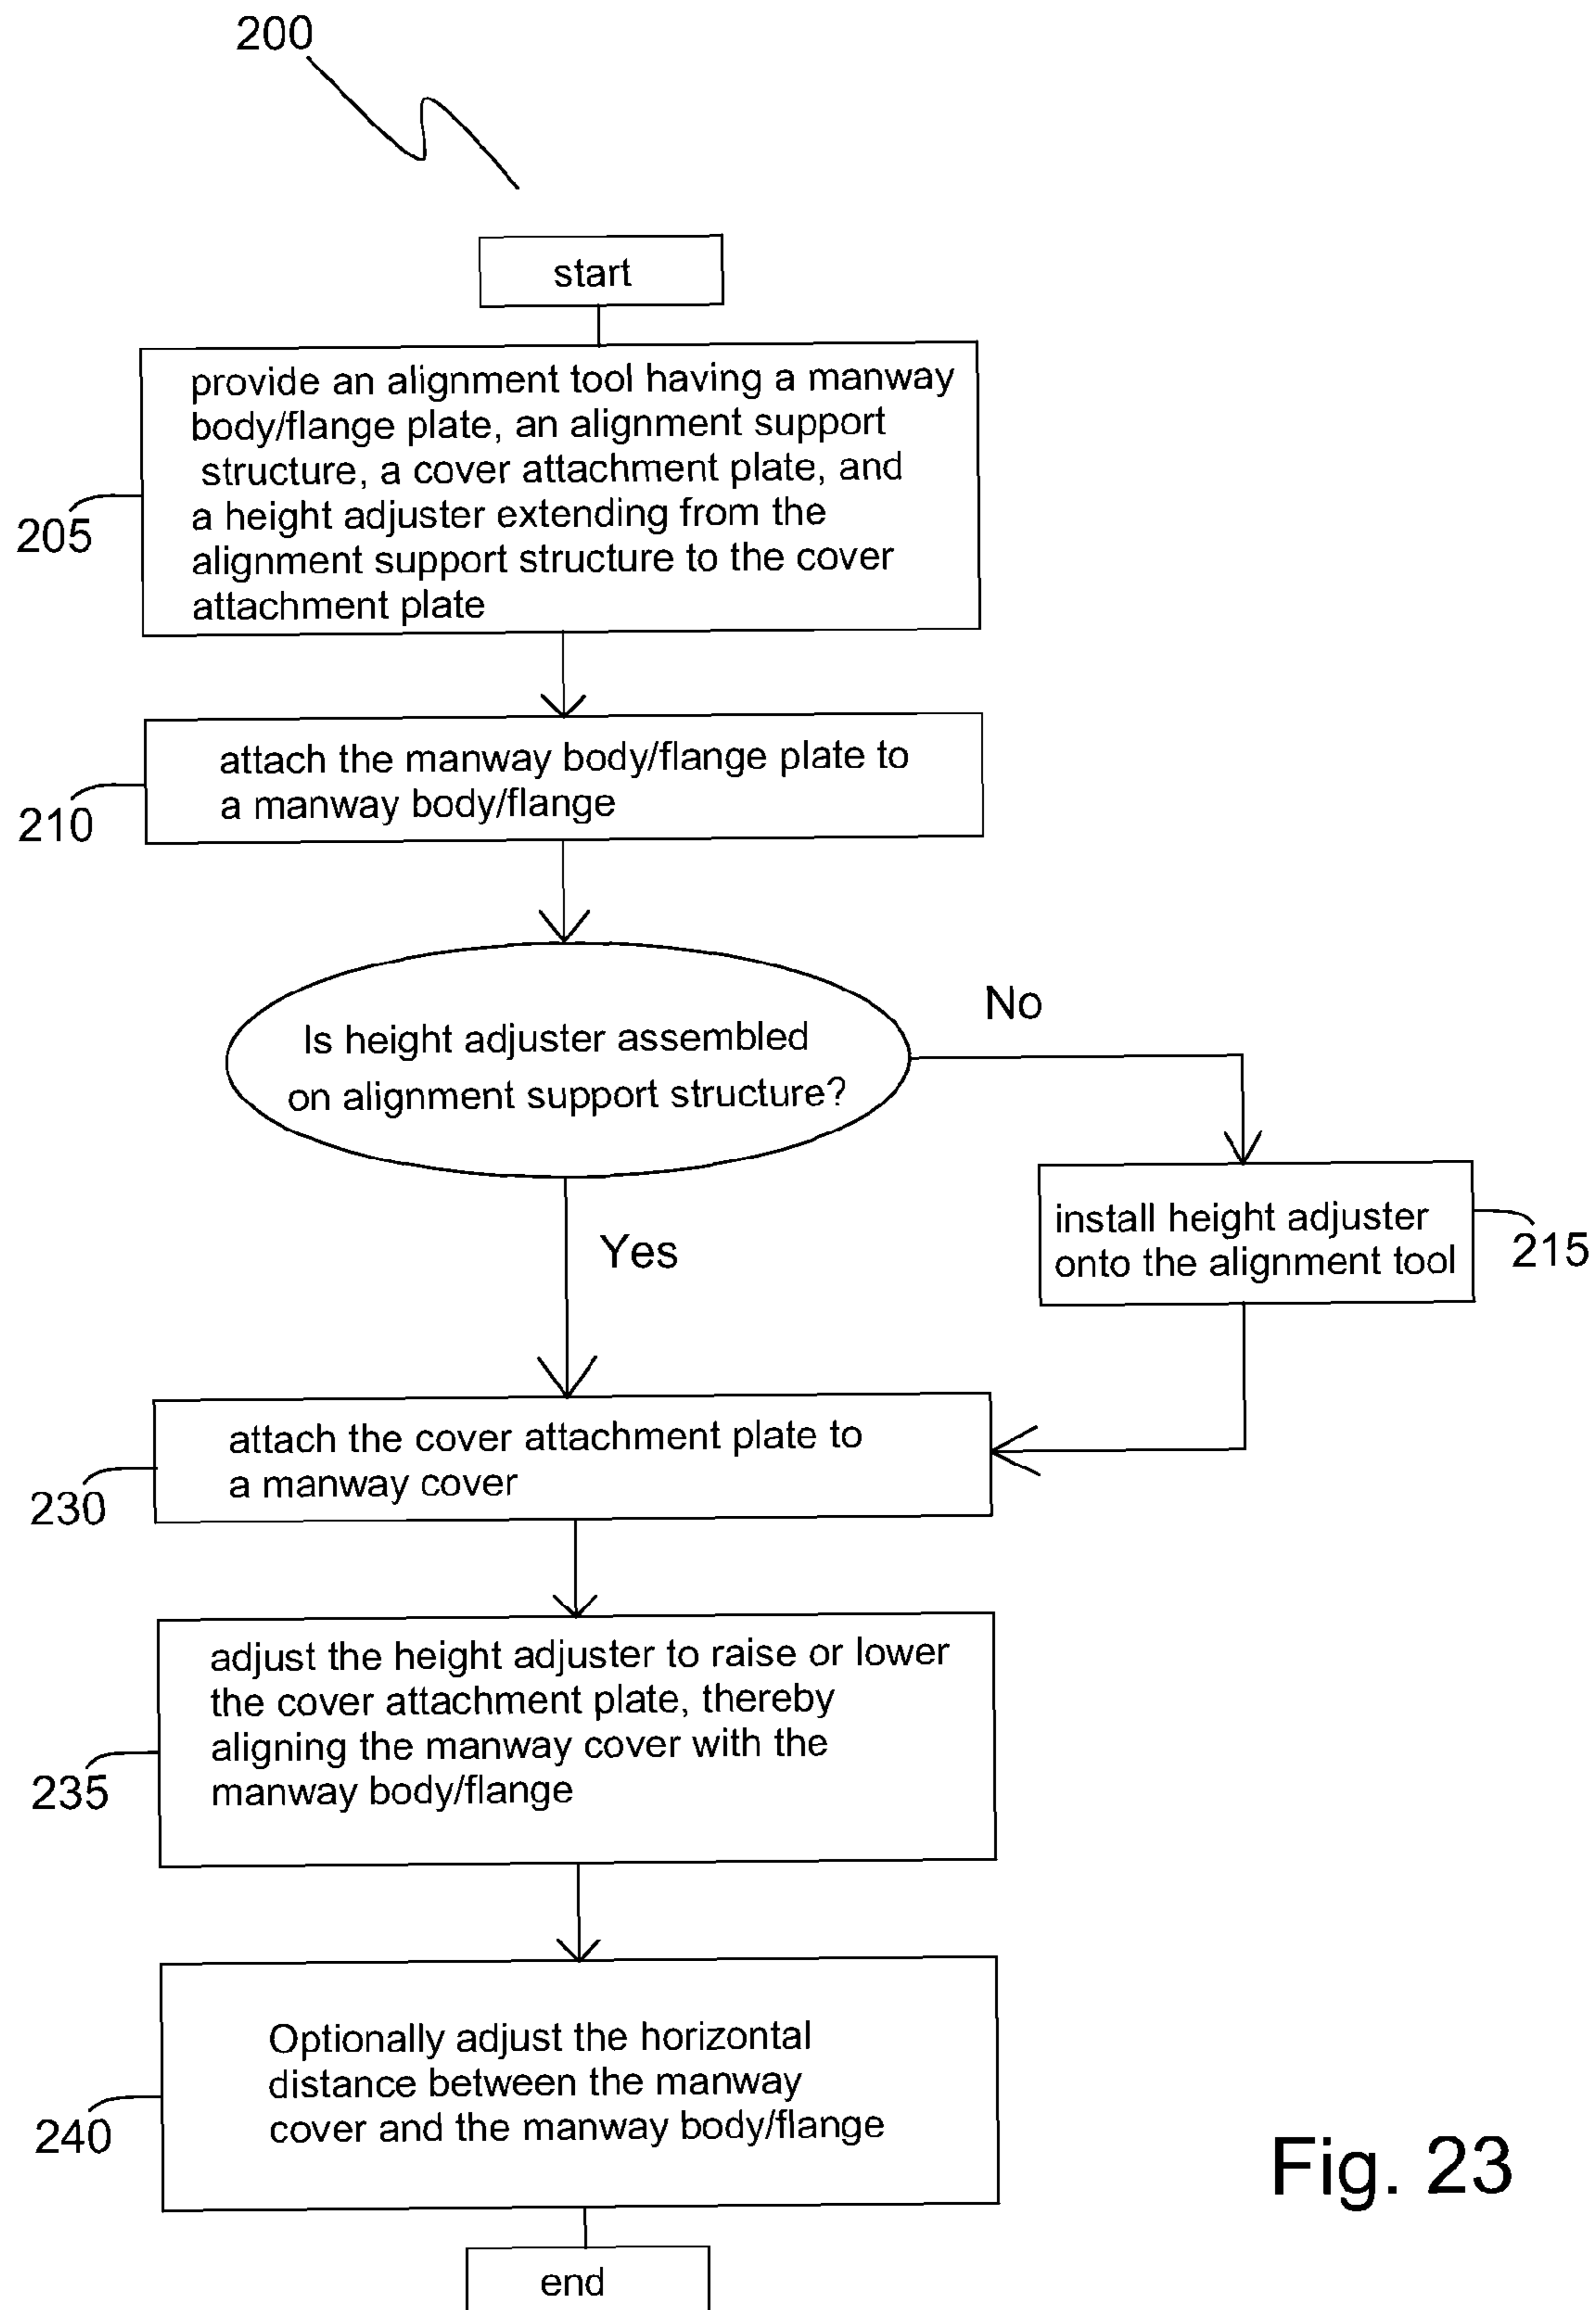 200
start
provide an alignment tool having a manway
body/flange plate, an alignment support
structure, a cover attachment plate, and
a height adjuster extending from the
alignment support structure to the cover
attachment plate
205
attach the manway body/flange plate to
a manway body/flange
210
Is height adjuster assembled
on alignment support structure?
No
Yes
install height adjuster
onto the alignment tool
215
attach the cover attachment plate to
a manway cover
230
adjust the height adjuster to raise or lower
the cover attachment plate, thereby
aligning the manway cover with the
manway body/flange
235
Optionally adjust the horizontal
distance between the manway
cover and the manway body/flange
240
Fig. 23
end